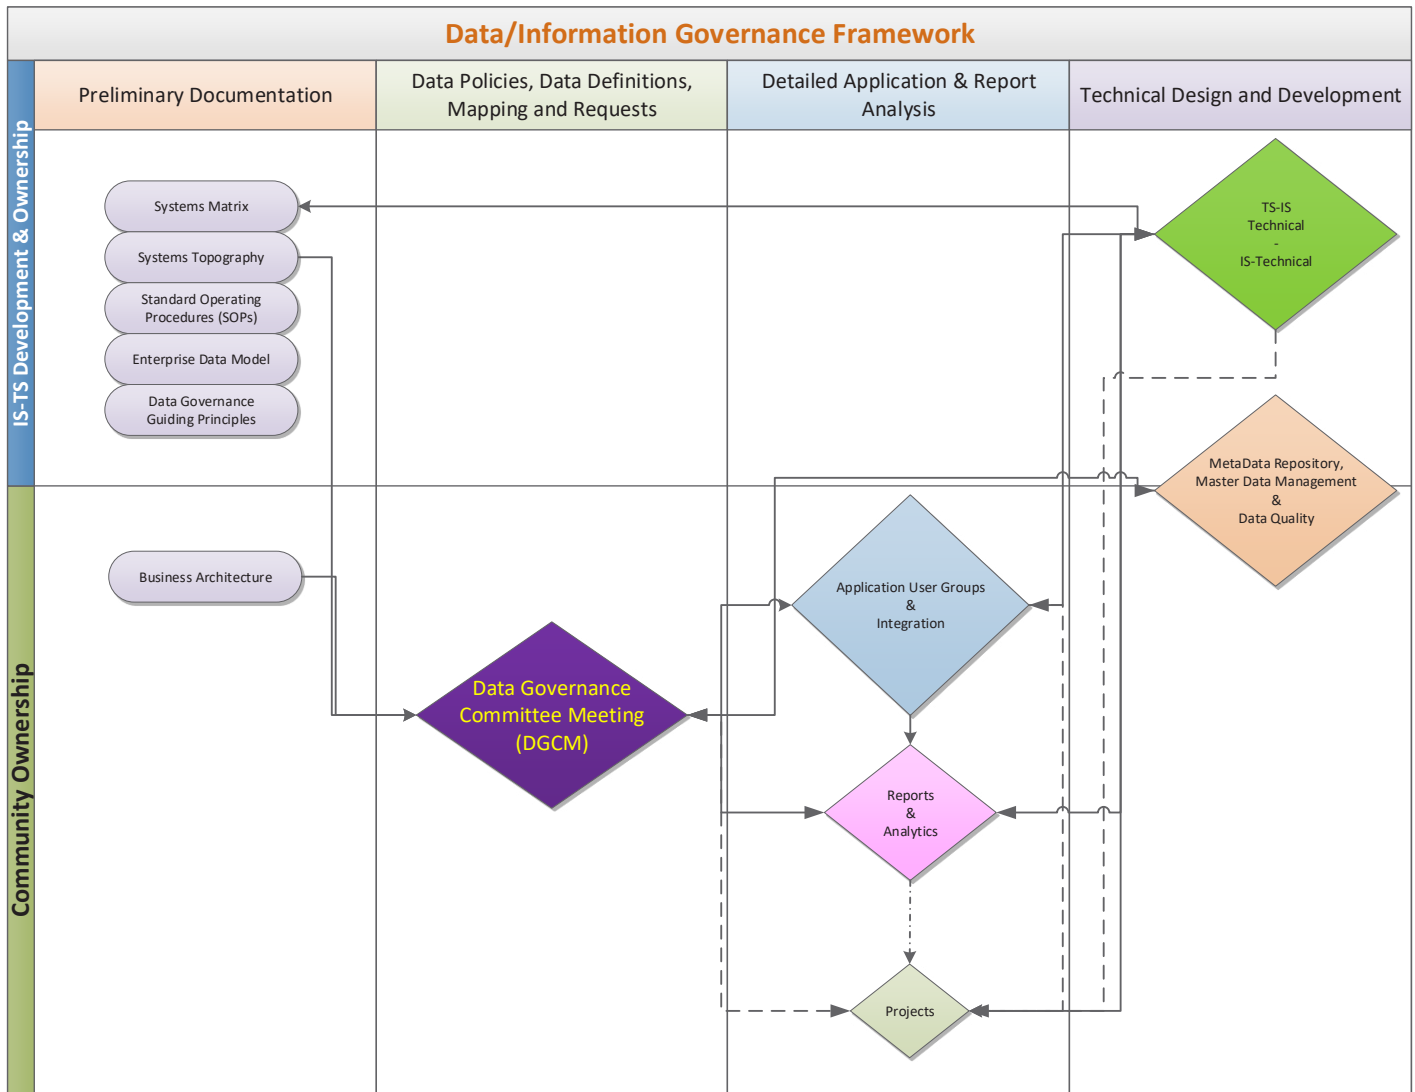 Data/Information Governance Framework
Preliminary Documentation
Data Policies, Data Definitions,
Mapping and Requests
Detailed Application & Report
Analysis
Technical Design and Development
IS-TS Development & Ownership
Systems Matrix
Systems Topography
Standard Operating
Procedures (SOPs)
Enterprise Data Model
Data Governance
Guiding Principles
TS-IS
Technical
-
IS-Technical
MetaData Repository,
Master Data Management
&
Data Quality
Community Ownership
Business Architecture
Data Governance
Committee Meeting
(DGCM)
Application User Groups
&
Integration
Reports
&
Analytics
Projects